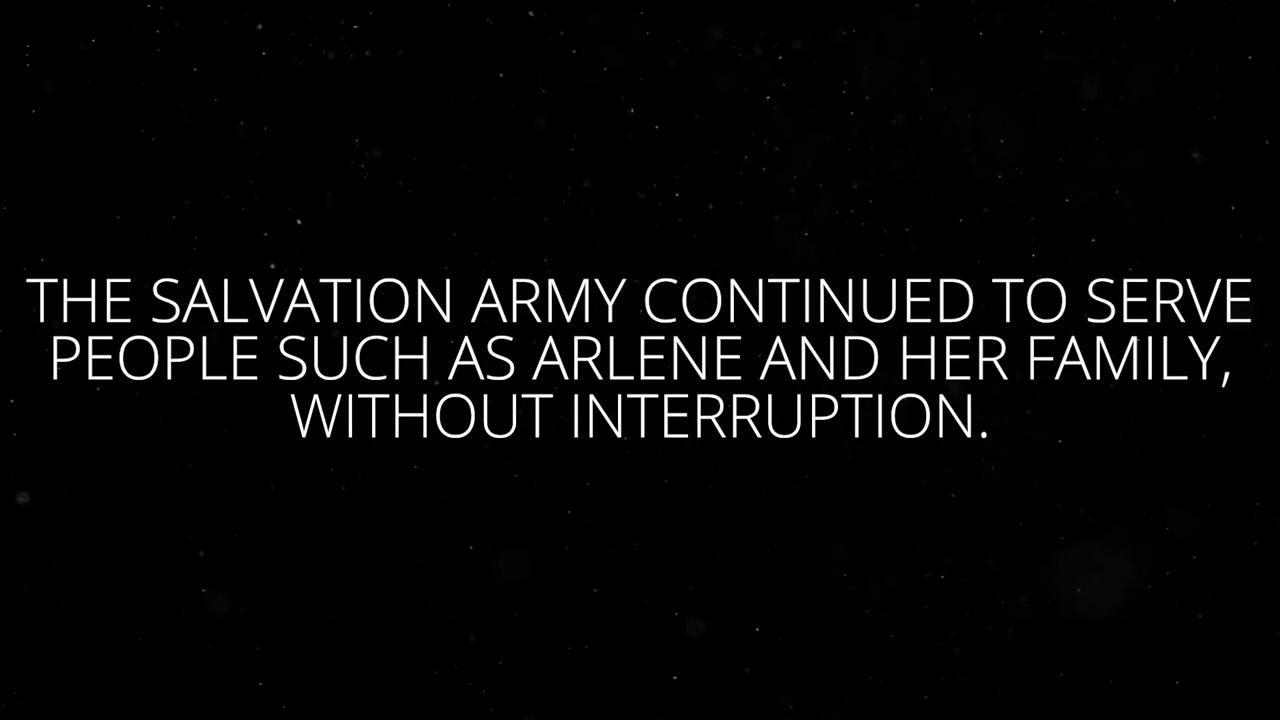 THE SALVATION ARMY CONTINUED TO SERVE
PEOPLE SUCH AS ARLENE AND HER FAMILY,
WITHOUT INTERRUPTION.